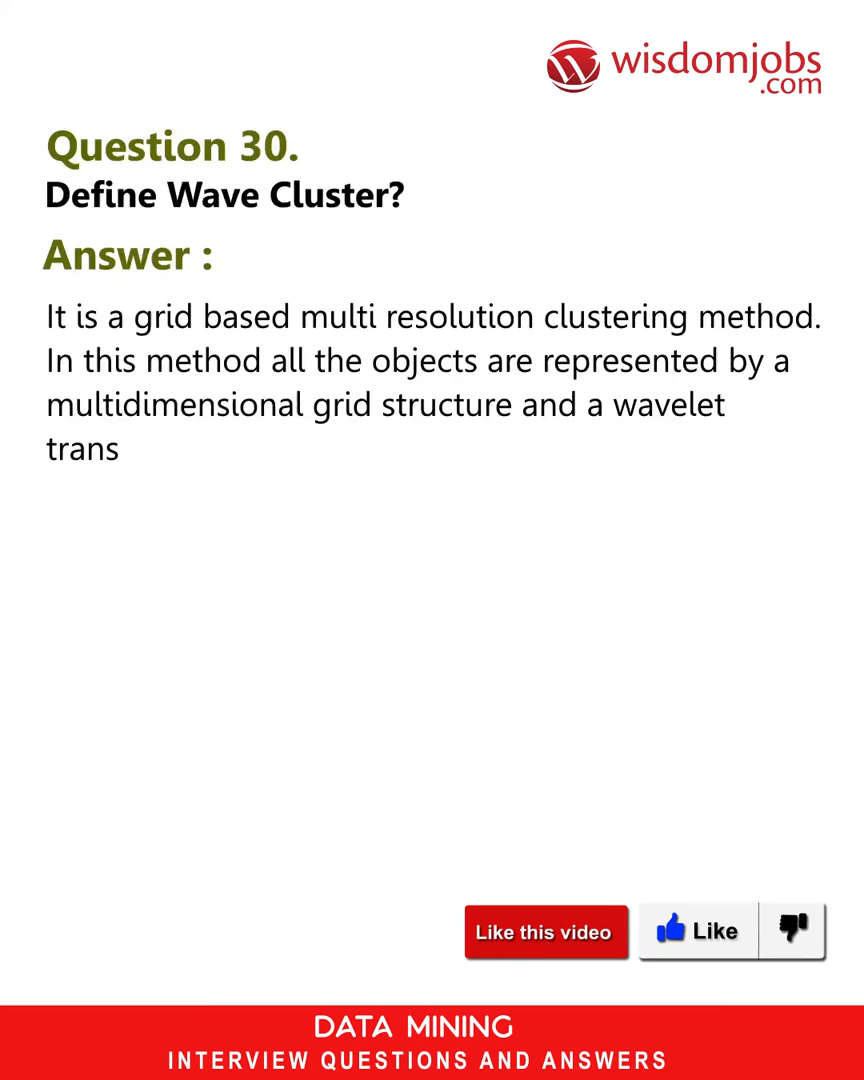 wisdomjobs
.com
Question 30.
Define Wave Cluster?
Answer :
It is a grid based multi resolution clustering method.
In this method all the objects are represented by a
multidimensional grid structure and a wavelet
trans
Like this video
Like
DATA MINING
INTERVIEW QUESTIONS AND ANSWERS